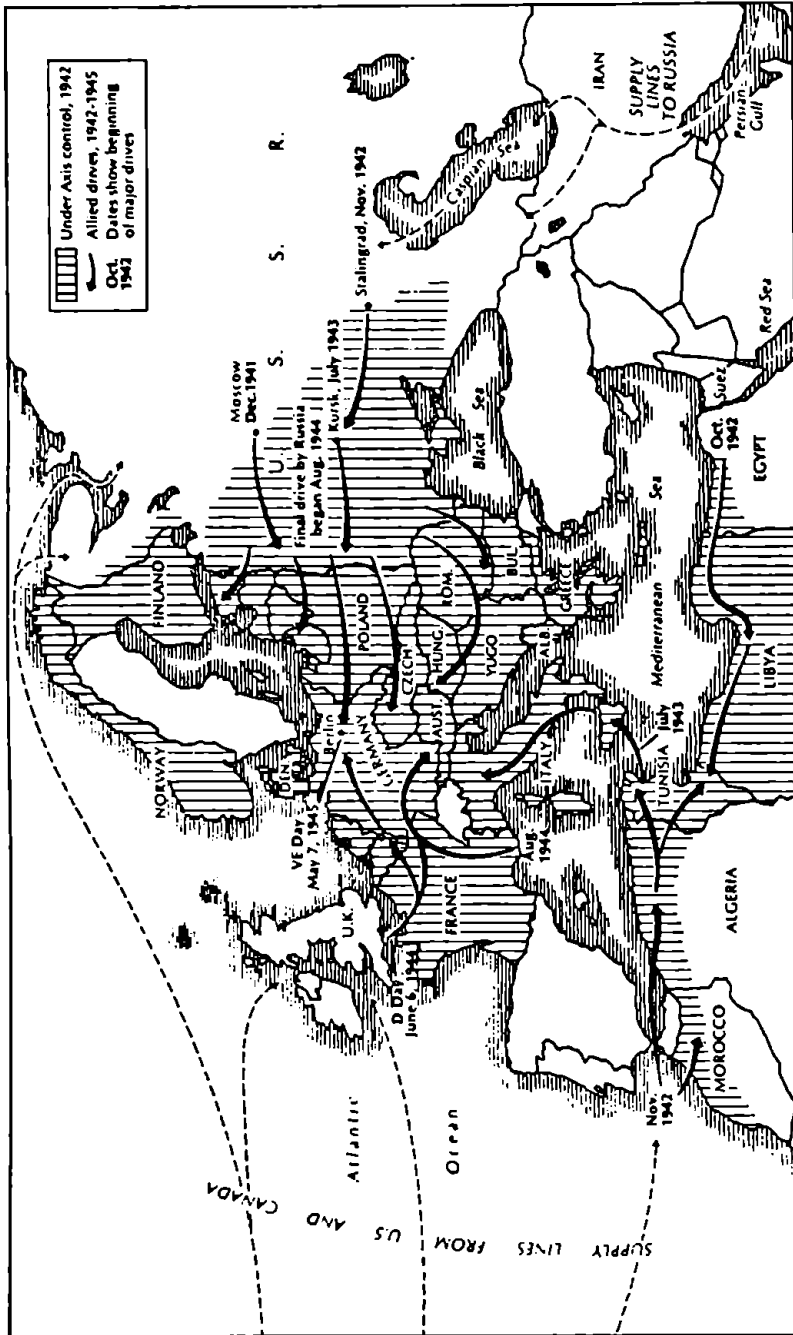 Under Axis control, 1942
Allied drives, 1942-1945
Oct. 1942
Dates show beginning
of major drives
U. S. S. R.
Moscow
Dec. 1941
Stalingrad, Nov. 1942
Final drive by Russia
began Aug. 1944
Kursk, July 1943
Caspian Sea
IRAN
SUPPLY
LINES
TO RUSSIA
Persian
Gulf
Black Sea
Red Sea
Suez
Oct.
1942
EGYPT
FINLAND
NORWAY
POLAND
CZECH
HUNG.
ROM.
BUL.
YUGO
ALB.
GREECE
AUST.
DEN.
Berlin
GERMANY
VE Day
May 7, 1945
U.K.
D Day
June 6, 1944
FRANCE
ITALY
Aug.
1944
Mediterranean Sea
July
1943
TUNISIA
LIBYA
ALGERIA
MOROCCO
Nov.
1942
Atlantic
Ocean
SUPPLY LINES FROM U.S AND CANADA